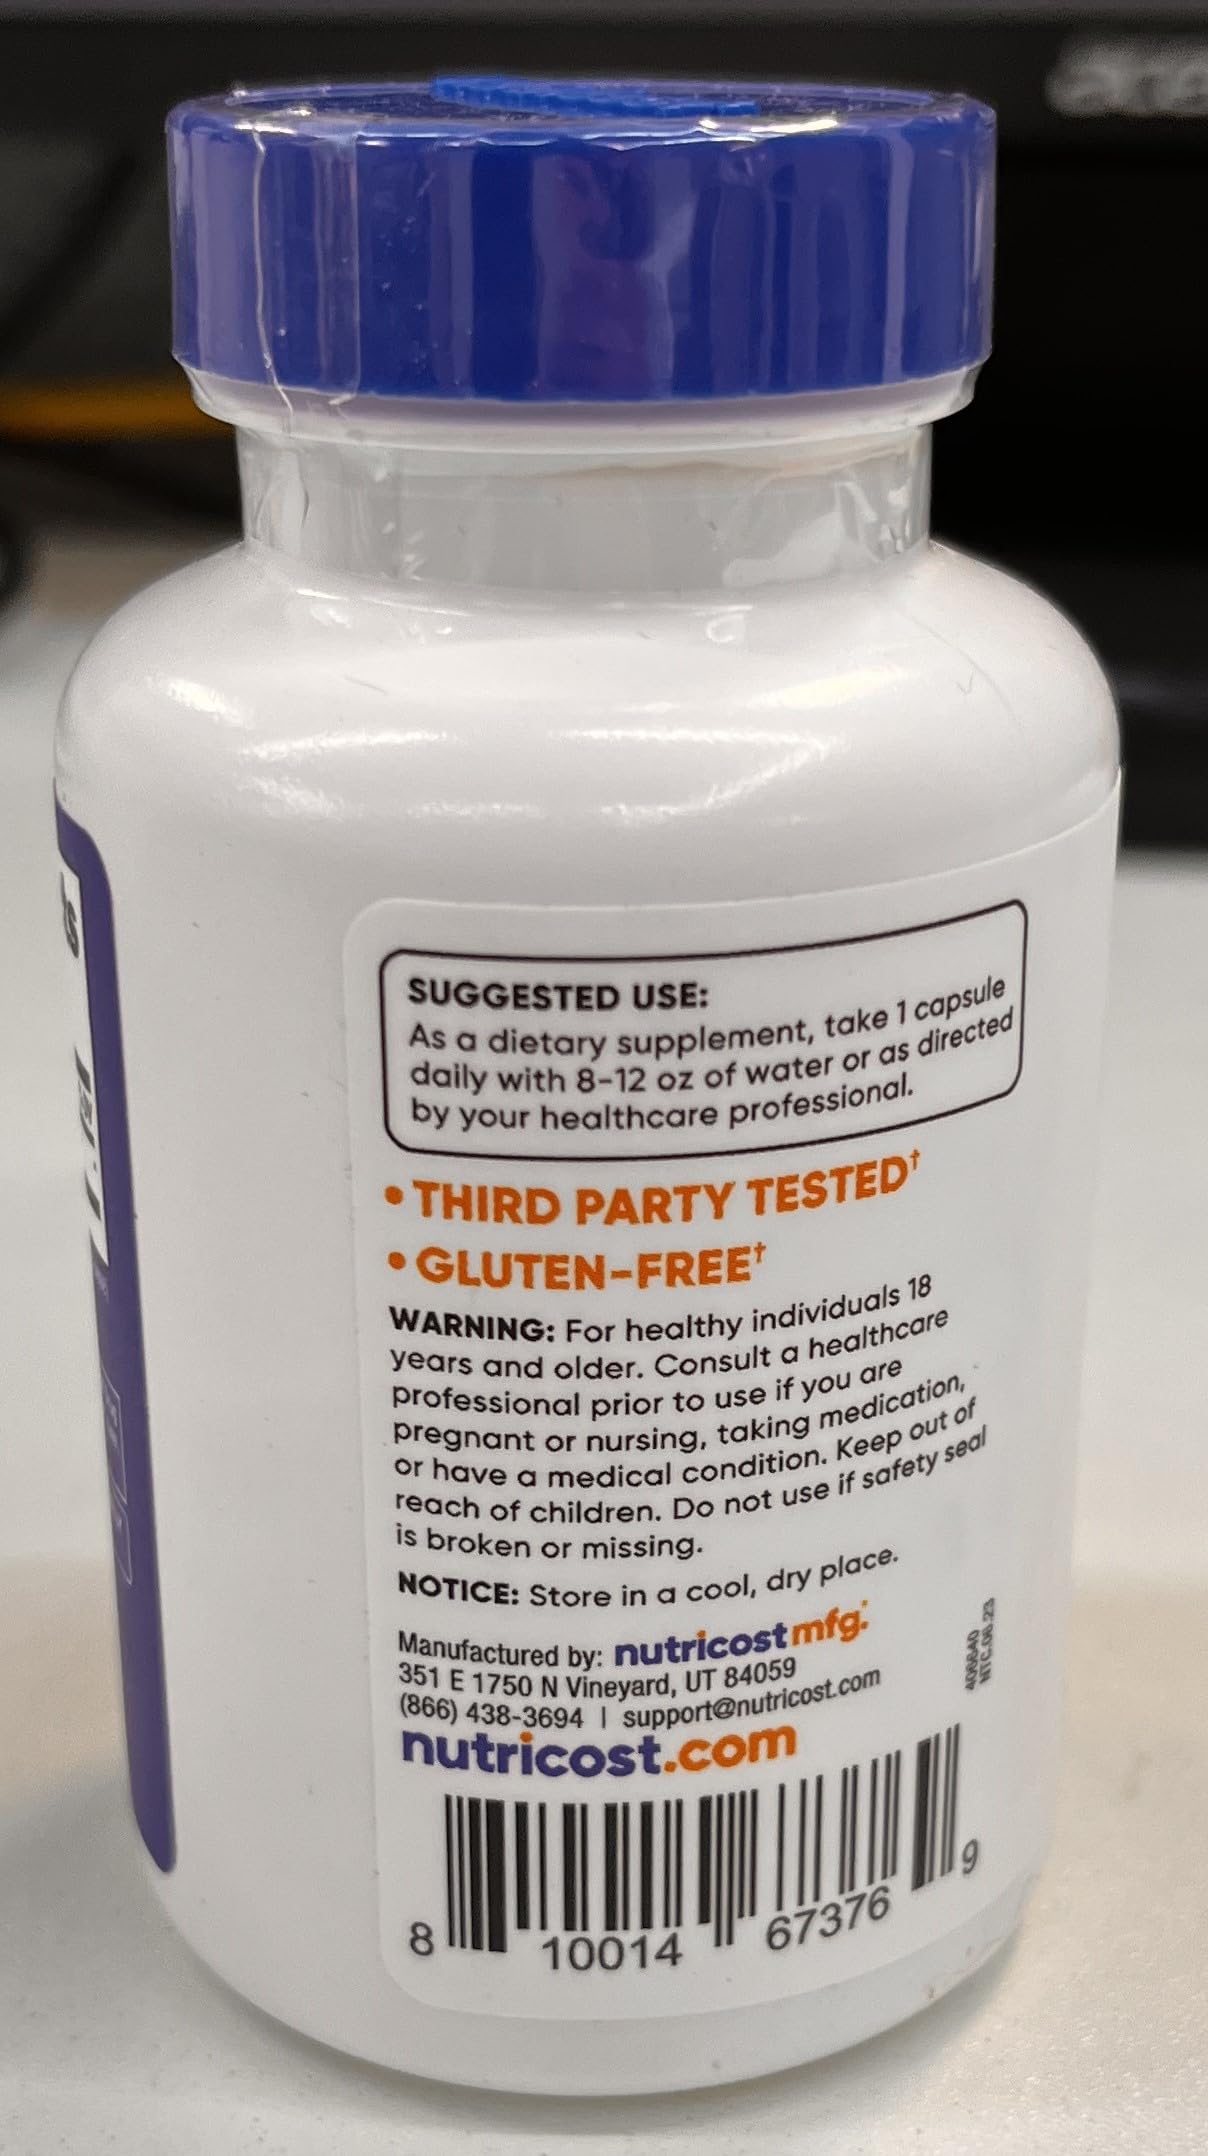 SUGGESTED USE:
As a dietary supplement, take 1 capsule
daily with 8-12 oz of water or as directed
by your healthcare professional.
• THIRD PARTY TESTED†
• GLUTEN-FREE†
WARNING: For healthy individuals 18
years and older. Consult a healthcare
professional prior to use if you are
pregnant or nursing, taking medication,
or have a medical condition. Keep out of
reach of children. Do not use if safety seal
is broken or missing.
NOTICE: Store in a cool, dry place.
Manufactured by: nutricost mfg.
351 E 1750 N Vineyard, UT 84059
(866) 438-3694 | support@nutricost.com
nutricost.com
406640
NTC.06.23
8 10014 67376 9